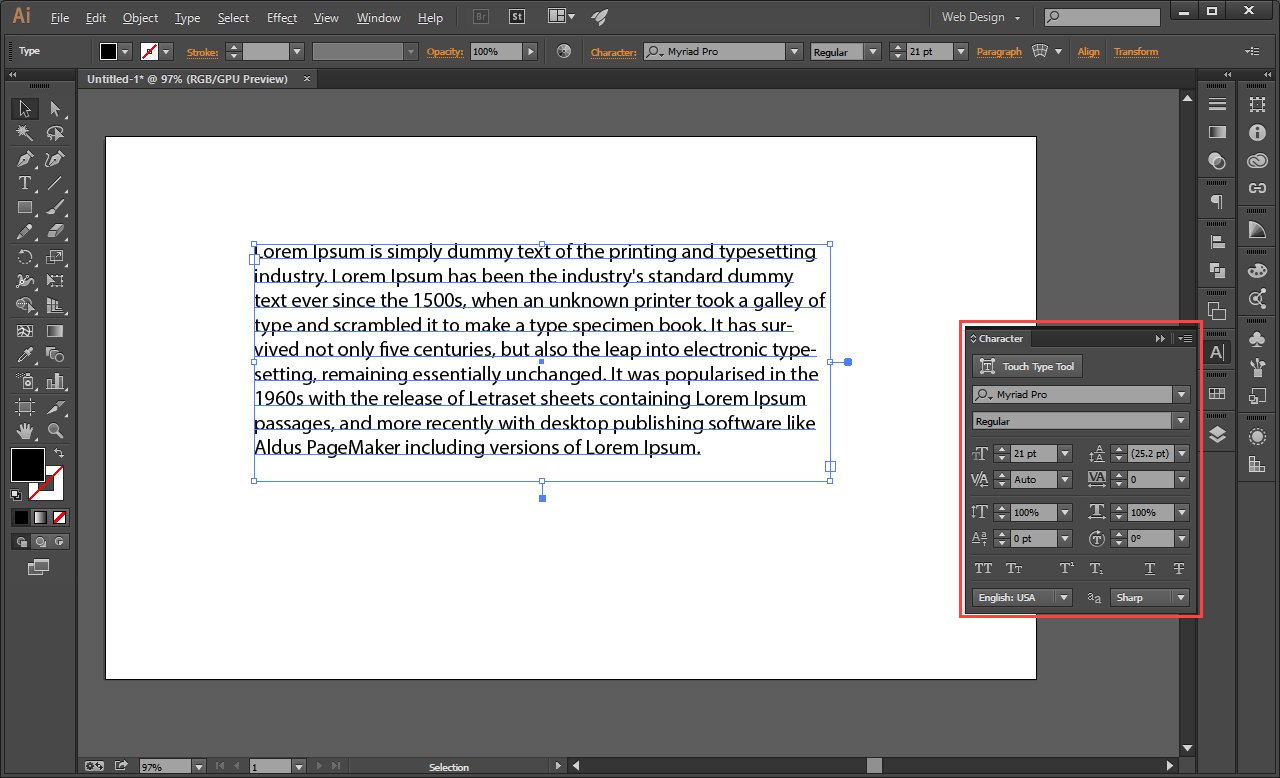 Ai File Edit Object Type Select Effect View Window Help Br St Web Design
Type Stroke: Opacity: 100% Character: Myriad Pro Regular 21 pt Paragraph Align Transform
Untitled-1* @ 97% (RGB/GPU Preview) ×
Lorem Ipsum is simply dummy text of the printing and typesetting
industry. Lorem Ipsum has been the industry's standard dummy
text ever since the 1500s, when an unknown printer took a galley of
type and scrambled it to make a type specimen book. It has sur-
vived not only five centuries, but also the leap into electronic type-
setting, remaining essentially unchanged. It was popularised in the
1960s with the release of Letraset sheets containing Lorem Ipsum
passages, and more recently with desktop publishing software like
Aldus PageMaker including versions of Lorem Ipsum.
Character
Touch Type Tool
Myriad Pro
Regular
21 pt (25.2 pt)
Auto 0
100% 100%
0 pt 0°
English: USA Sharp
97% 1 Selection